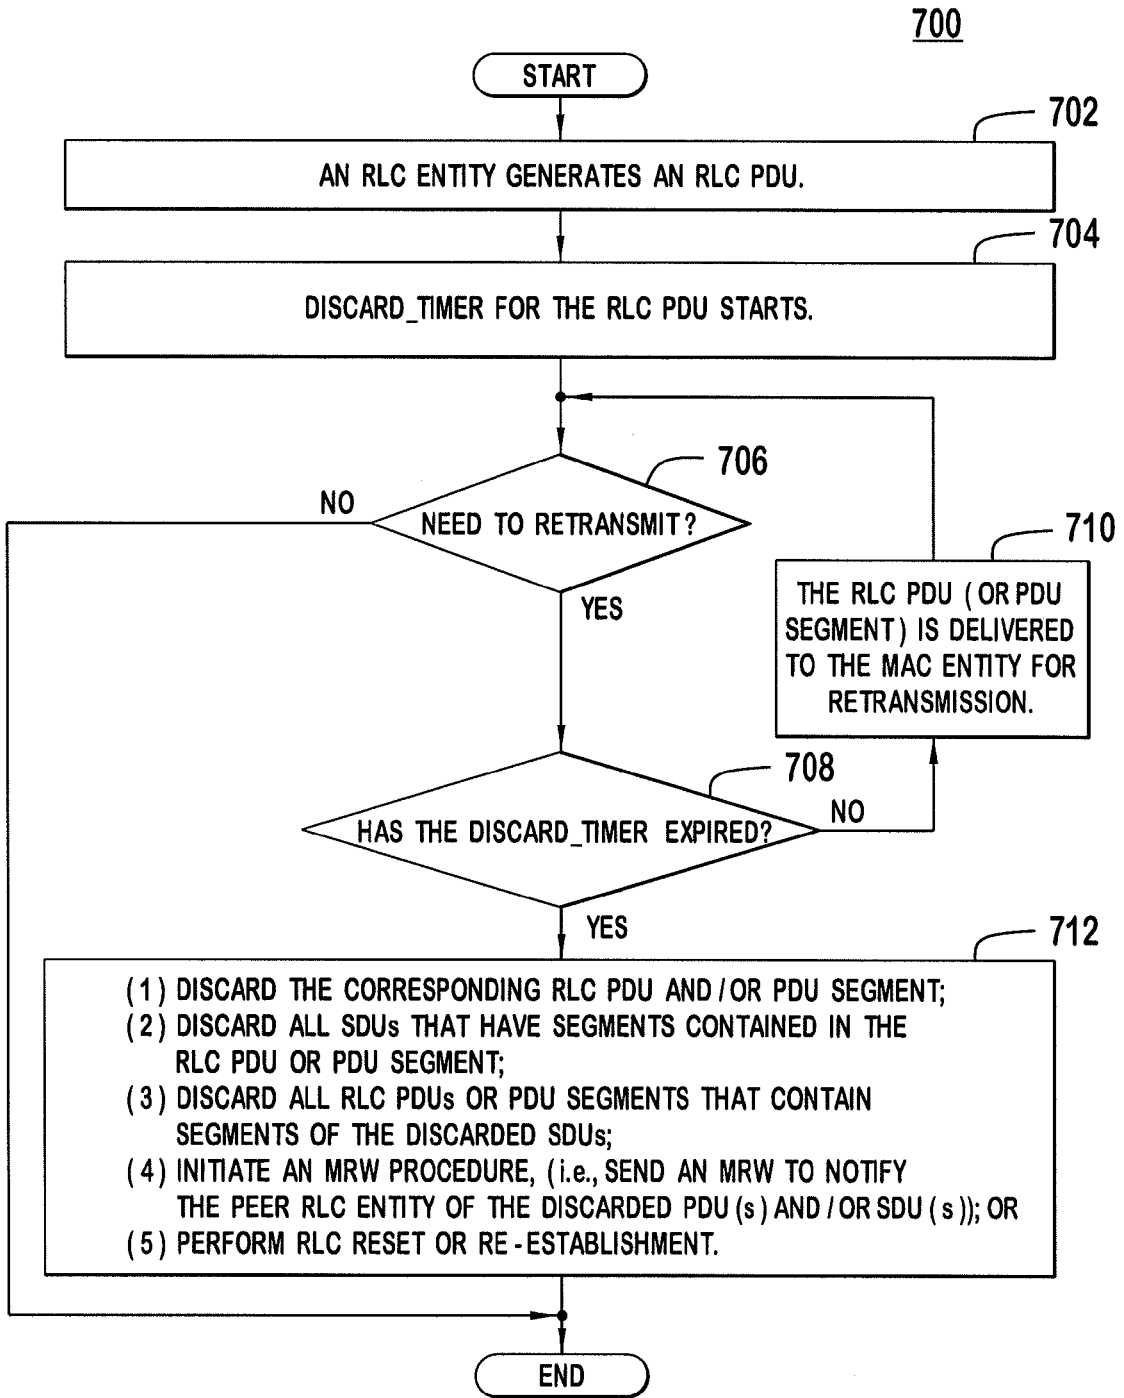 700
START
702
AN RLC ENTITY GENERATES AN RLC PDU.
704
DISCARD_TIMER FOR THE RLC PDU STARTS.
706
NO
NEED TO RETRANSMIT?
YES
710
THE RLC PDU (OR PDU
SEGMENT) IS DELIVERED
TO THE MAC ENTITY FOR
RETRANSMISSION.
708
HAS THE DISCARD_TIMER EXPIRED?
NO
YES
712
(1) DISCARD THE CORRESPONDING RLC PDU AND/OR PDU SEGMENT;
(2) DISCARD ALL SDUs THAT HAVE SEGMENTS CONTAINED IN THE
RLC PDU OR PDU SEGMENT;
(3) DISCARD ALL RLC PDUs OR PDU SEGMENTS THAT CONTAIN
SEGMENTS OF THE DISCARDED SDUs;
(4) INITIATE AN MRW PROCEDURE, (i.e., SEND AN MRW TO NOTIFY
THE PEER RLC ENTITY OF THE DISCARDED PDU(s) AND/OR SDU(s)); OR
(5) PERFORM RLC RESET OR RE-ESTABLISHMENT.
END